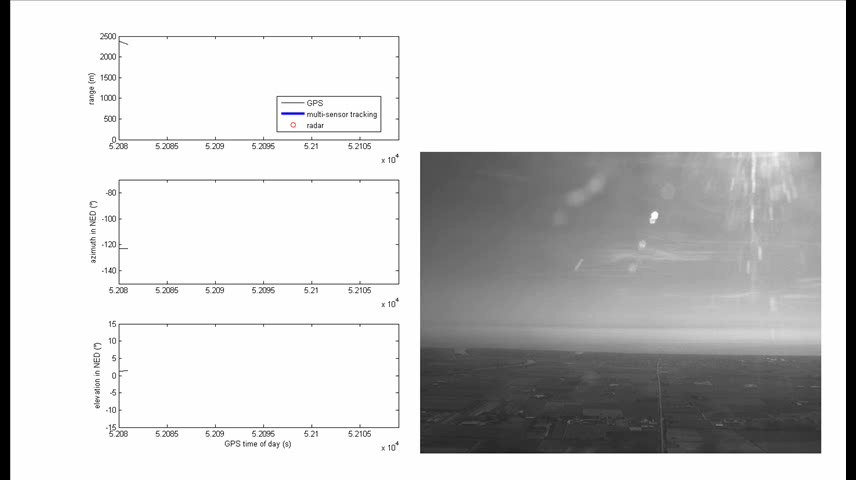 2500
2000
1500
1000
500
0
range (m)
GPS
multi-sensor tracking
radar
5.208 5.2085 5.209 5.2095 5.21 5.2105
x 10^4
-80
-100
-120
-140
azimuth in NED (º)
5.208 5.2085 5.209 5.2095 5.21 5.2105
x 10^4
15
10
5
0
-5
-10
-15
elevation in NED (º)
5.208 5.2085 5.209 5.2095 5.21 5.2105
GPS time of day (s)
x 10^4